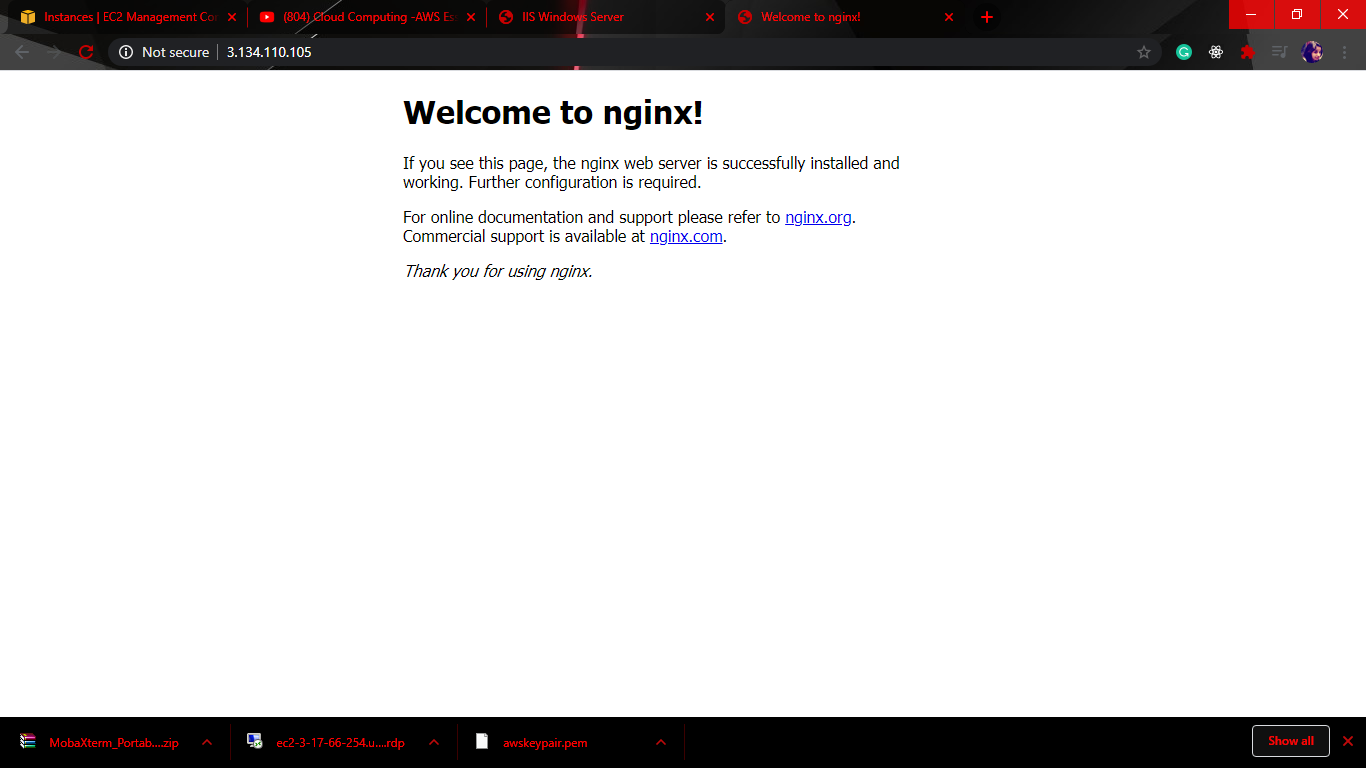 Instances | EC2 Management Con
(804) Cloud Computing -AWS Ess
IIS Windows Server
Welcome to nginx!
Not secure
3.134.110.105
Welcome to nginx!
If you see this page, the nginx web server is successfully installed and
working. Further configuration is required.
For online documentation and support please refer to nginx.org.
Commercial support is available at nginx.com.
Thank you for using nginx.
MobaXterm_Portab....zip
ec2-3-17-66-254.u....rdp
awskeypair.pem
Show all